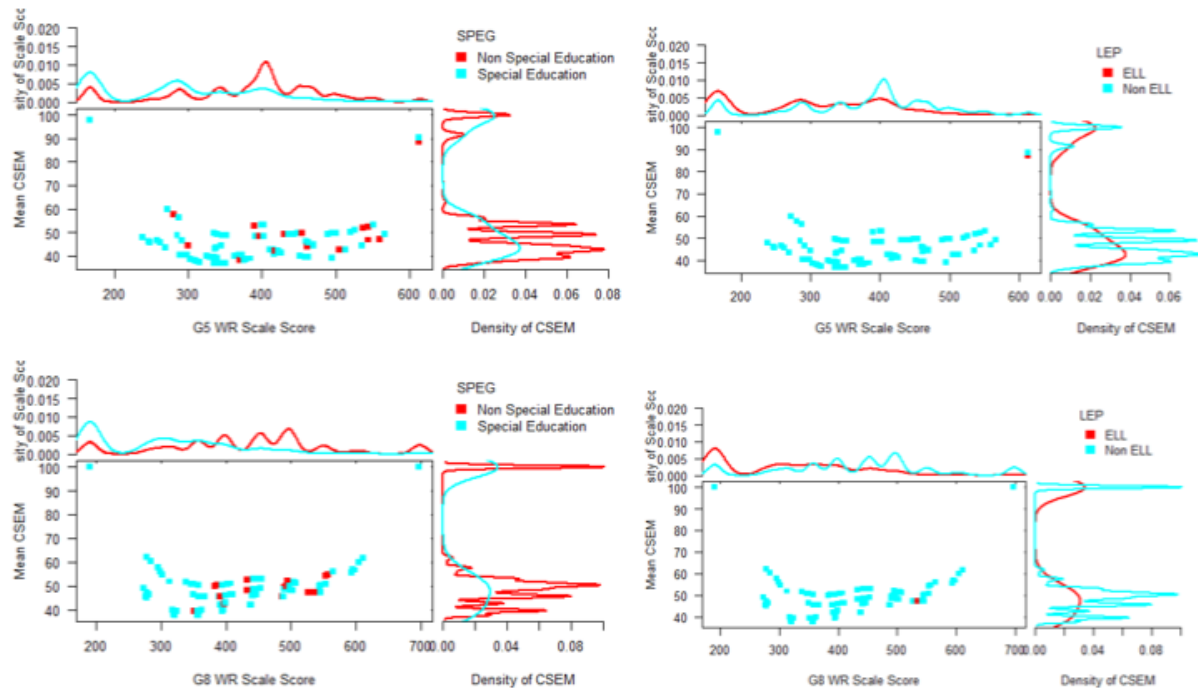 SPEG
Non Special Education
Special Education
sity of Scale Scc
0.020
0.015
0.010
0.005
0.000
Mean CSEM
100
90
80
70
60
50
40
200 300 400 500 600
0.00 0.02 0.04 0.06 0.08
G5 WR Scale Score
Density of CSEM
LEP
ELL
Non ELL
sity of Scale Scc
0.020
0.015
0.010
0.005
0.000
Mean CSEM
100
90
80
70
60
50
40
200 300 400 500 600
0.00 0.02 0.04 0.06
G5 WR Scale Score
Density of CSEM
SPEG
Non Special Education
Special Education
sity of Scale Scc
0.020
0.015
0.010
0.005
0.000
Mean CSEM
100
90
80
70
60
50
40
200 300 400 500 600 700
0.00 0.04 0.08
G8 WR Scale Score
Density of CSEM
LEP
ELL
Non ELL
sity of Scale Scc
0.020
0.015
0.010
0.005
0.000
Mean CSEM
100
90
80
70
60
50
40
200 300 400 500 600 700
0.00 0.04 0.08
G8 WR Scale Score
Density of CSEM